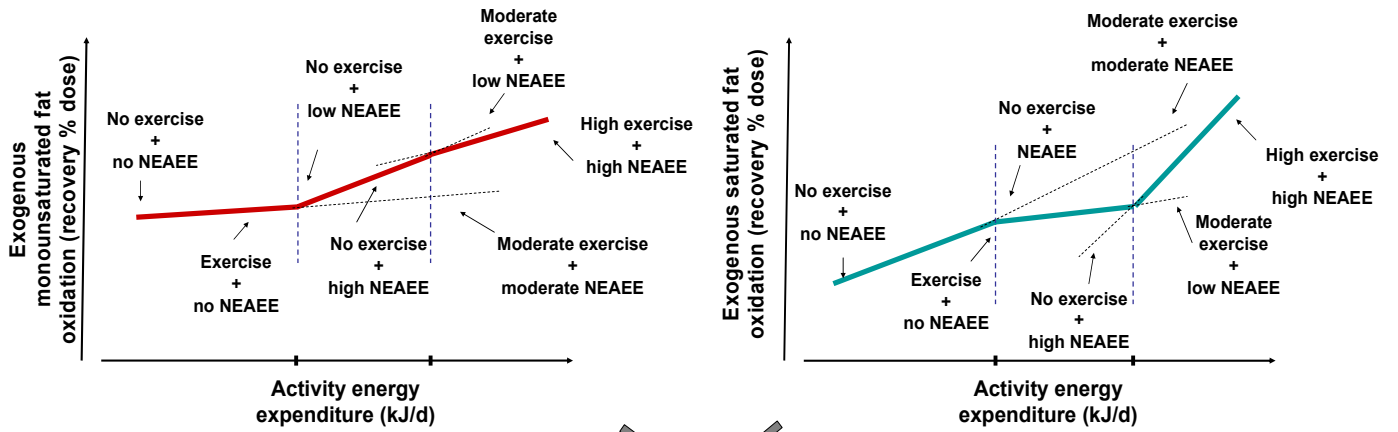 Exogenous
monounsaturated fat
oxidation (recovery % dose)
No exercise
+
no NEAEE
Exercise
+
no NEAEE
No exercise
+
low NEAEE
No exercise
+
high NEAEE
Moderate
exercise
+
low NEAEE
High exercise
+
high NEAEE
Moderate exercise
+
moderate NEAEE
Activity energy
expenditure (kJ/d)
Exogenous saturated fat
oxidation (recovery % dose)
No exercise
+
no NEAEE
Exercise
+
no NEAEE
No exercise
+
NEAEE
No exercise
+
high NEAEE
Moderate exercise
+
moderate NEAEE
High exercise
+
high NEAEE
Moderate
exercise
+
low NEAEE
Activity energy
expenditure (kJ/d)